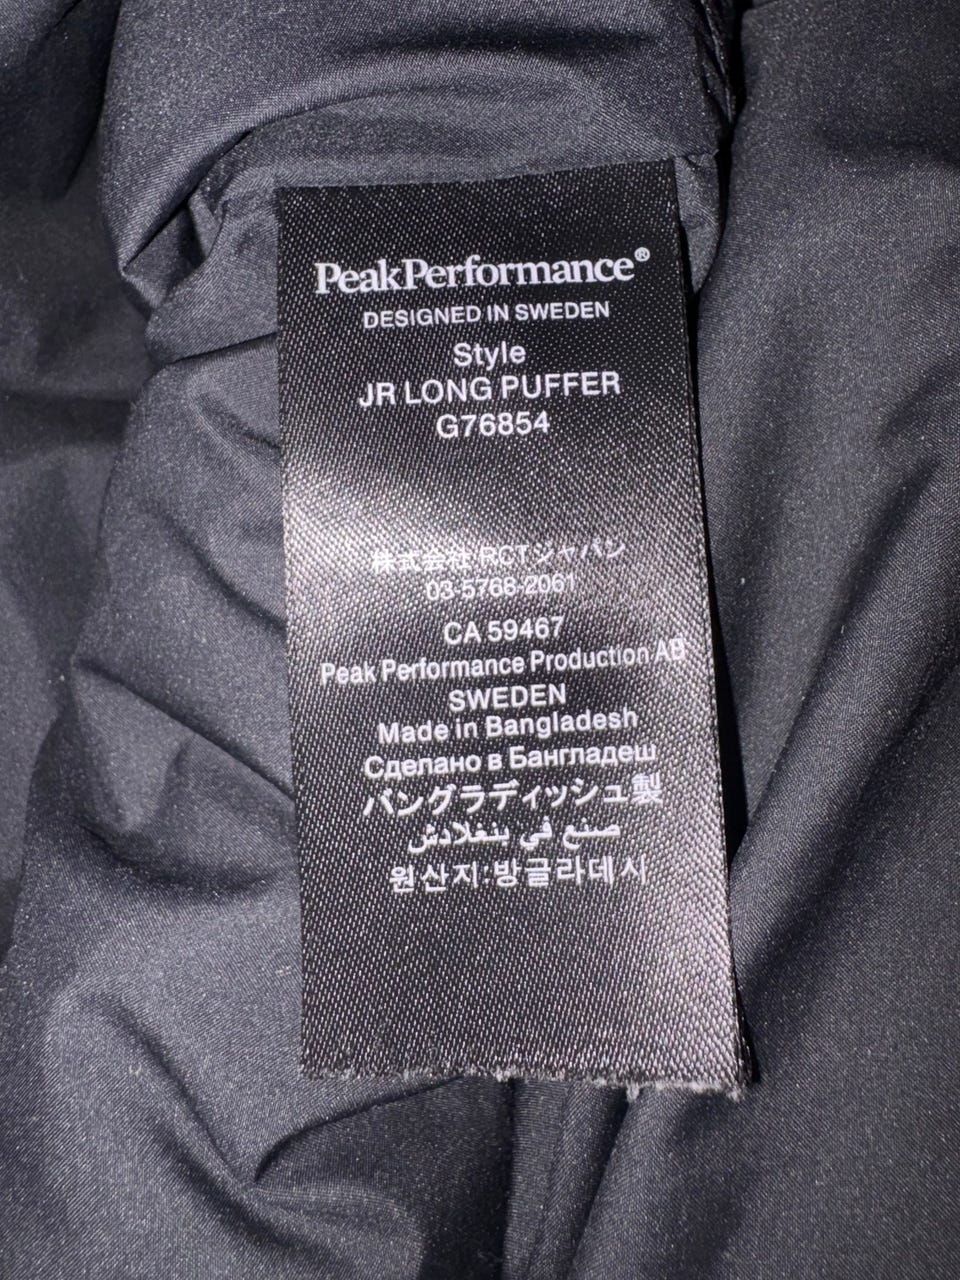 PeakPerformance®
DESIGNED IN SWEDEN
Style
JR LONG PUFFER
G76854
株式会社 RCTジャパン
03-5768-2061
CA 59467
Peak Performance Production AB
SWEDEN
Made in Bangladesh
Сделано в Бангладеш
バングラディッシュ製
صنع في بنغلادش
원산지:방글라데시